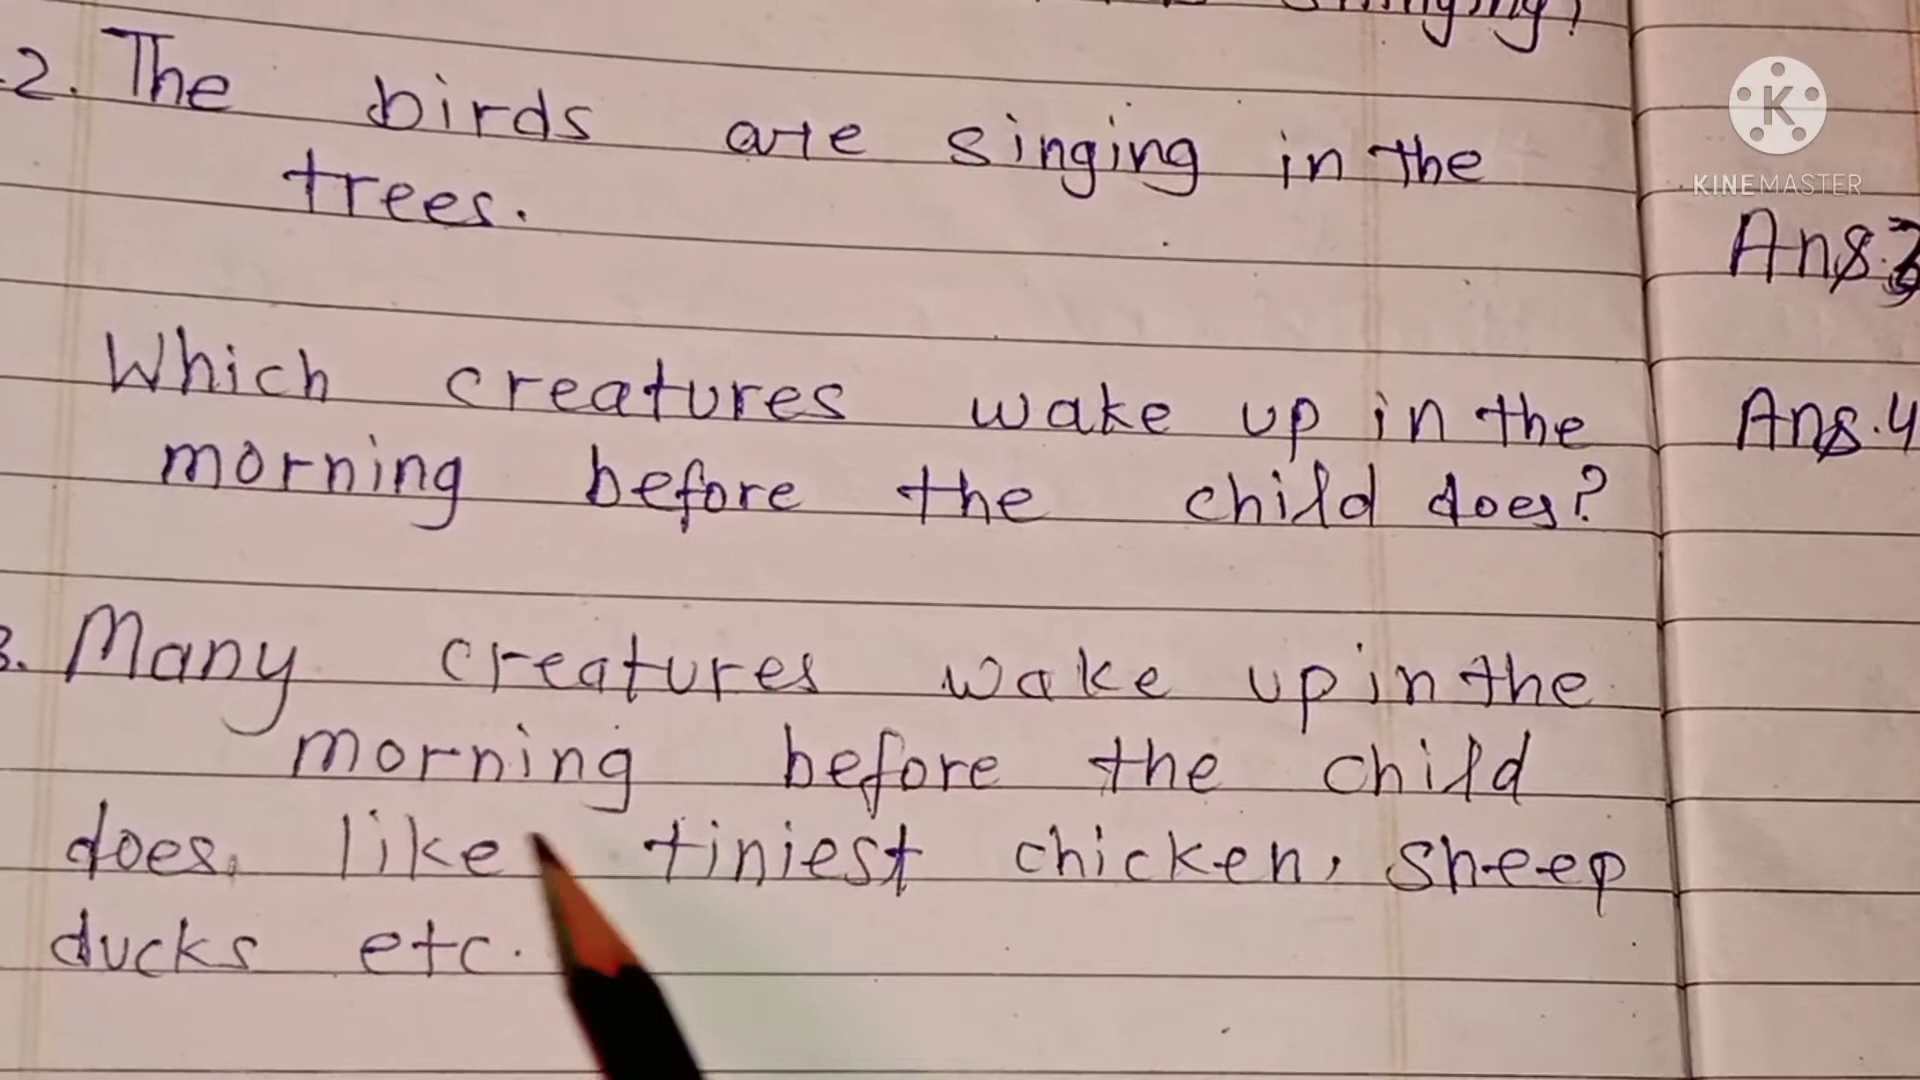 singing?
2. The birds are singing in the
trees.
Which creatures wake up in the
morning before the child does?
3. Many creatures wake up in the
morning before the child
does, like tiniest chicken, sheep
ducks etc.
K
KINEMASTER
Ans.3
Ans.4